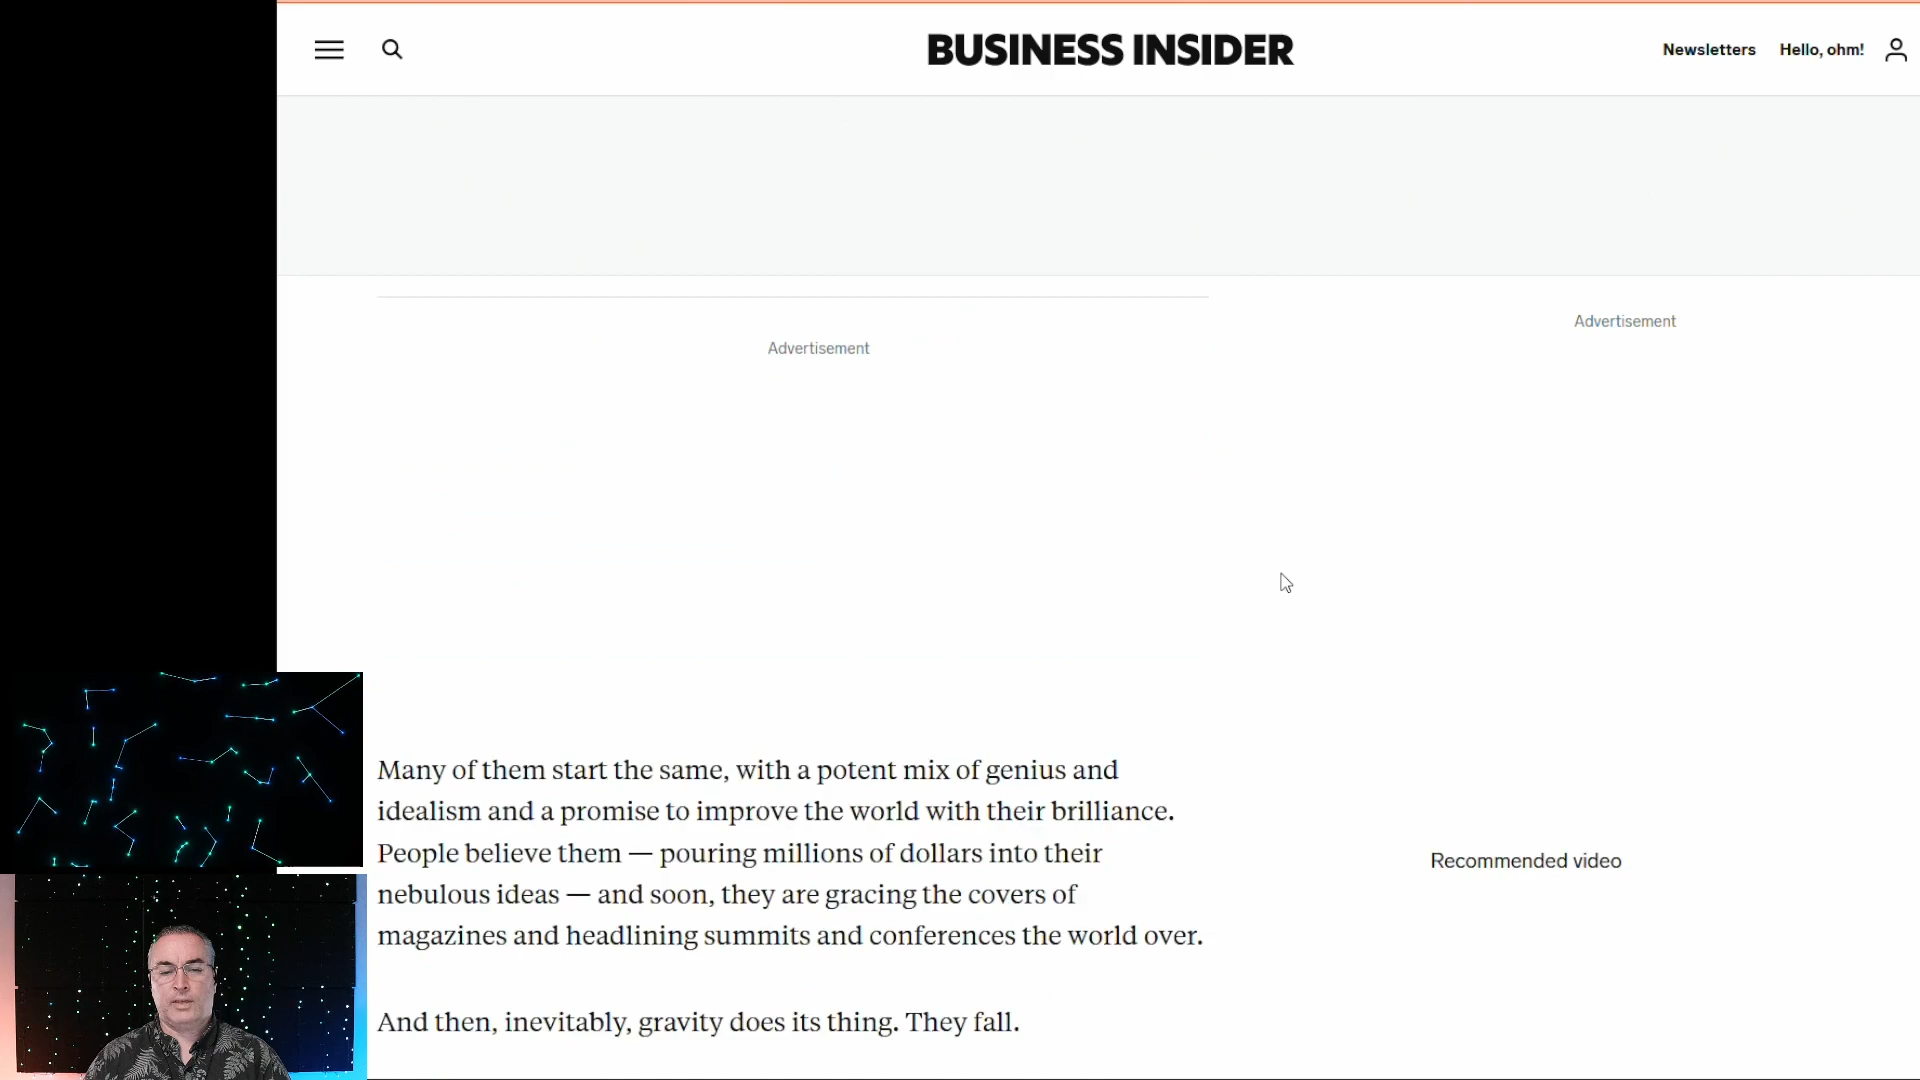 BUSINESS INSIDER
Newsletters
Hello, ohm!
Advertisement
Advertisement
Many of them start the same, with a potent mix of genius and
idealism and a promise to improve the world with their brilliance.
People believe them — pouring millions of dollars into their
nebulous ideas — and soon, they are gracing the covers of
magazines and headlining summits and conferences the world over.
And then, inevitably, gravity does its thing. They fall.
Recommended video